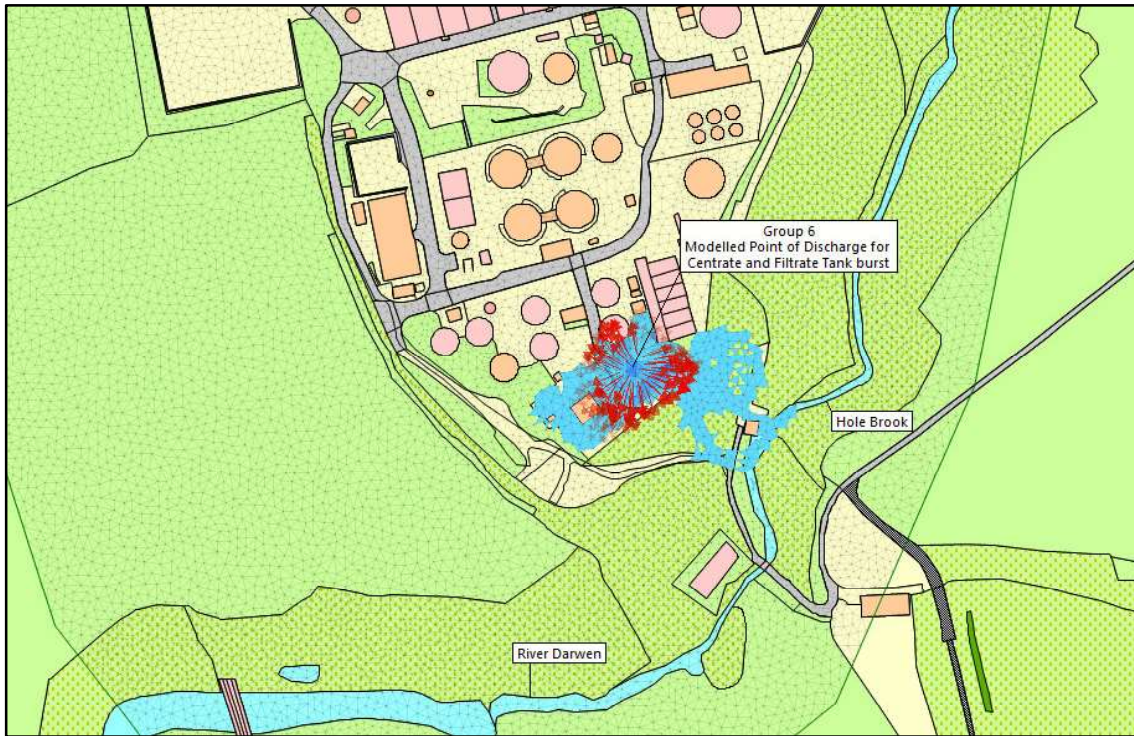 Group 6
Modelled Point of Discharge for
Centrate and Filtrate Tank burst
Hole Brook
River Darwen